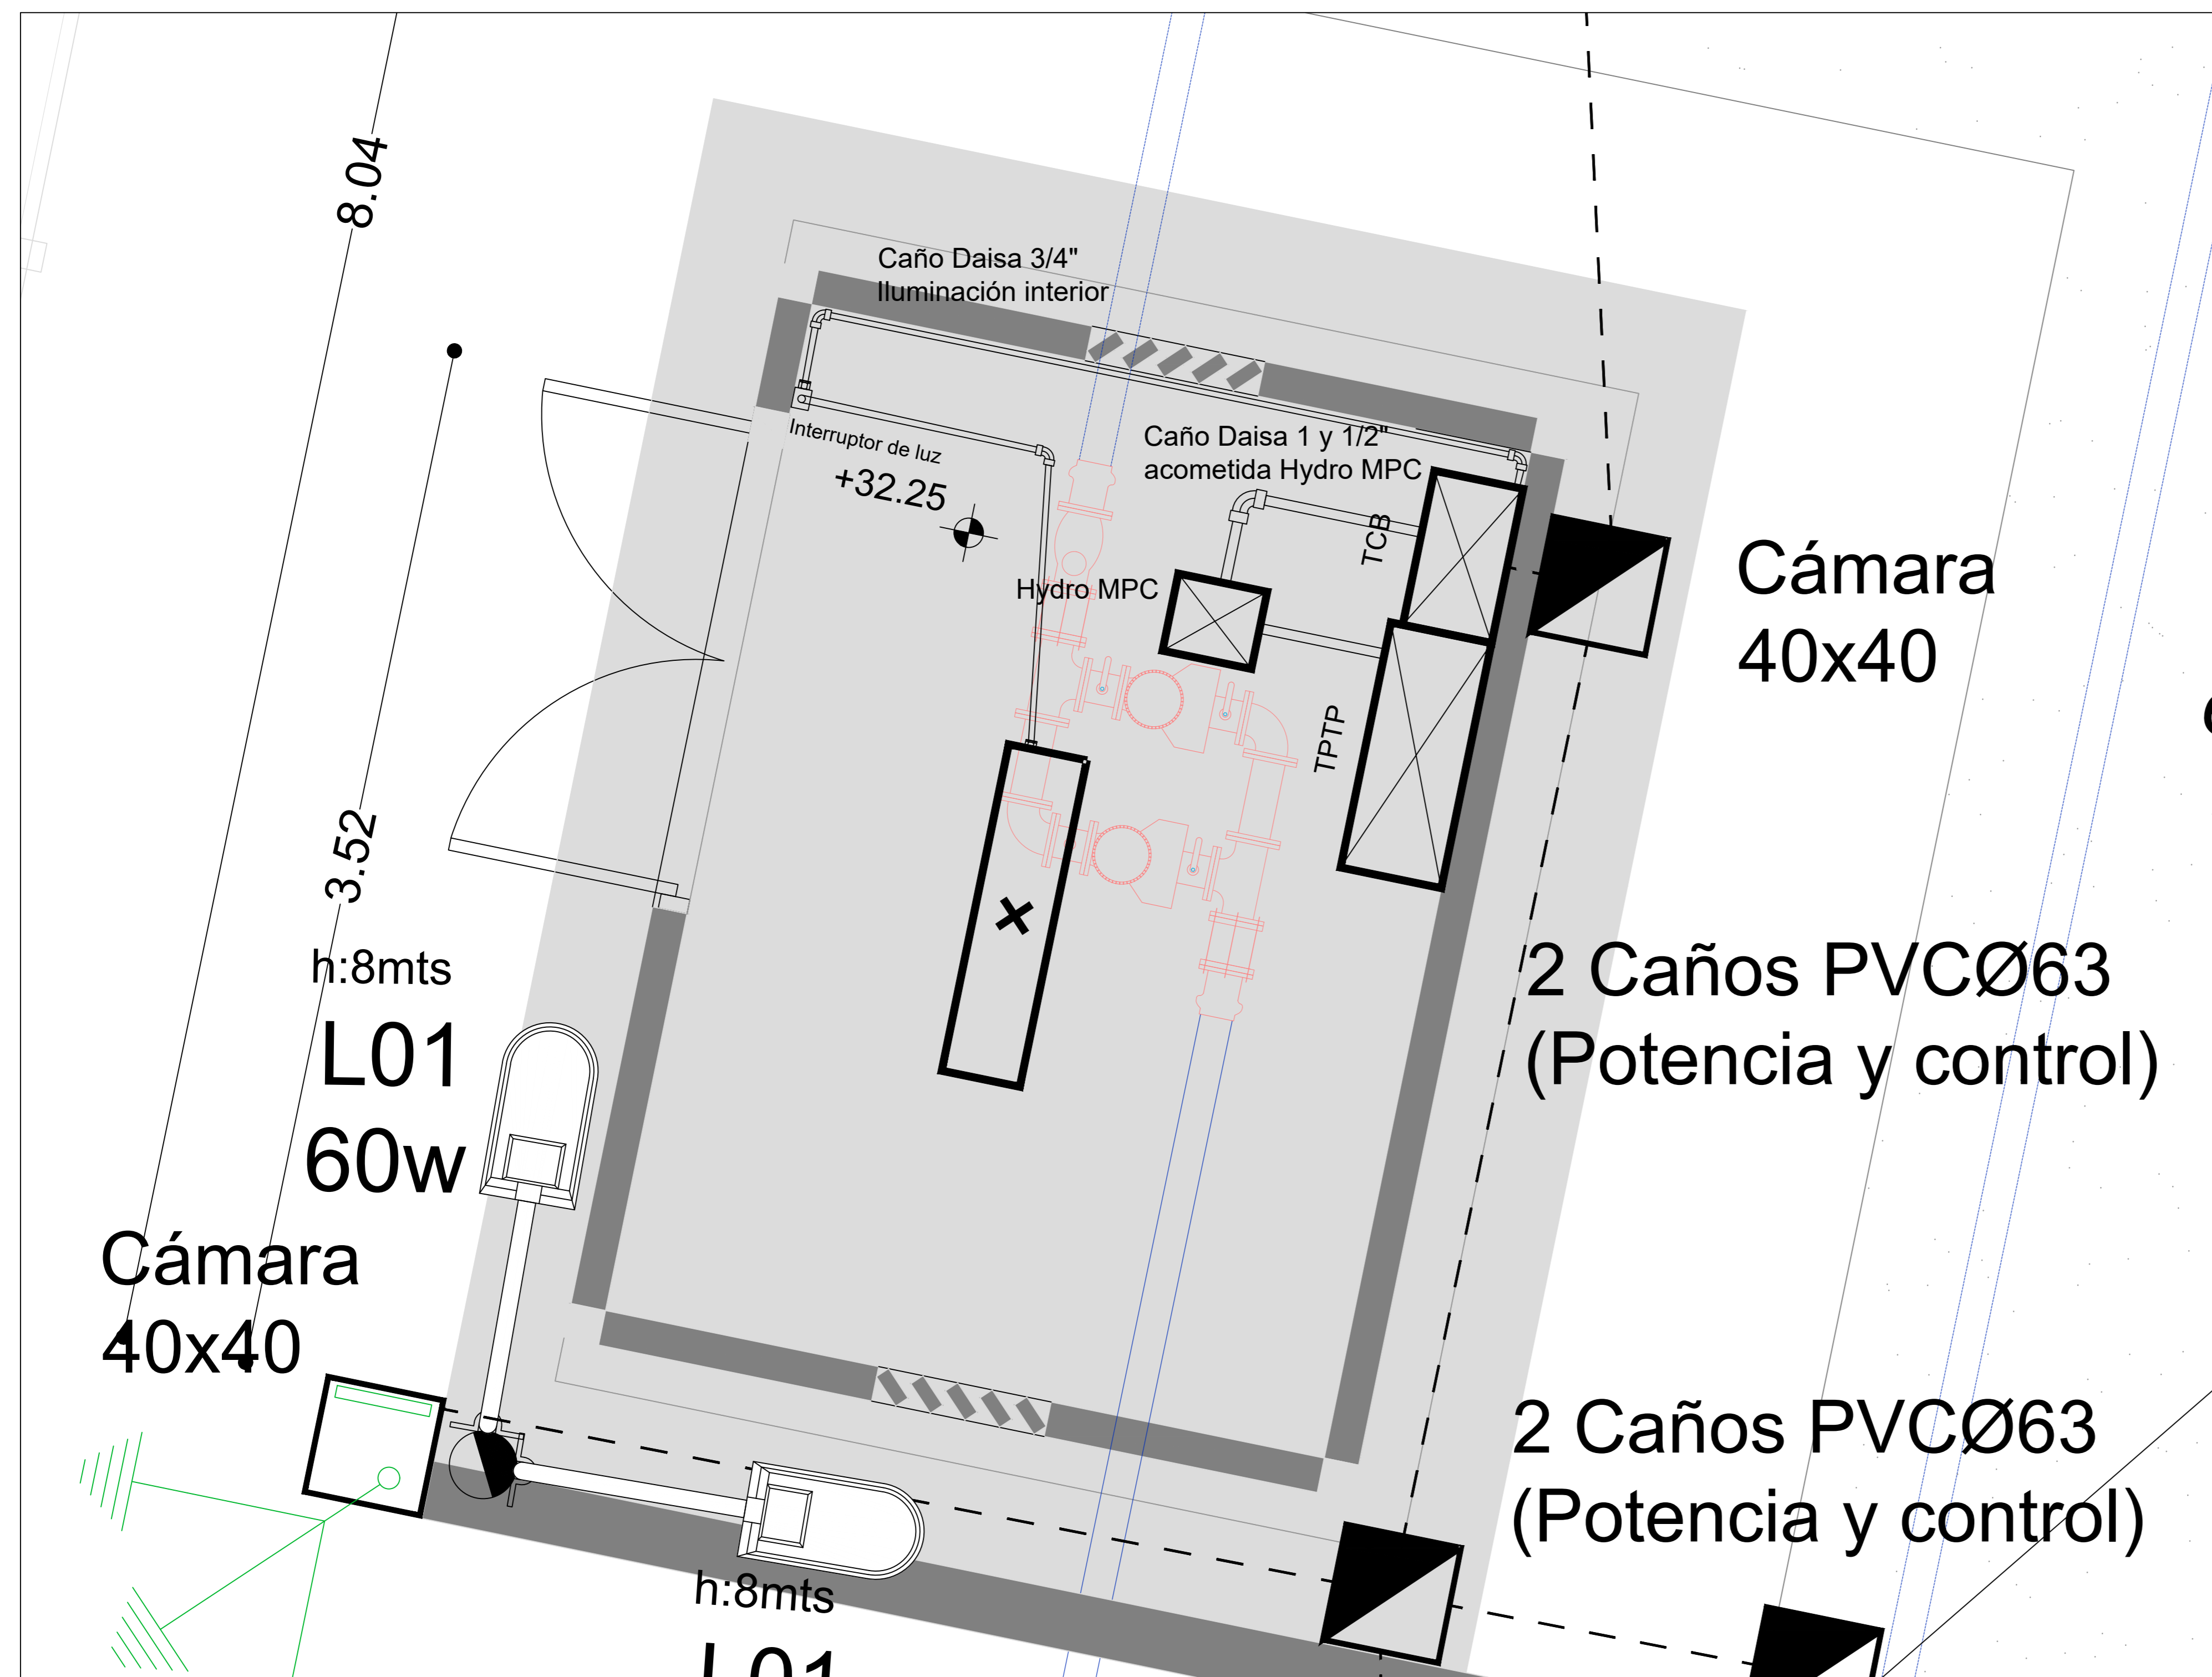 8.04
Caño Daisa 3/4"
Iluminación interior
Interruptor de luz
+32.25
Caño Daisa 1 y 1/2"
acometida Hydro MPC
TCB
Hydro MPC
TPTP
Cámara
40x40
3.52
h:8mts
L01
60w
2 Caños PVCØ63
(Potencia y control)
Cámara
40x40
2 Caños PVCØ63
(Potencia y control)
h:8mts
L01